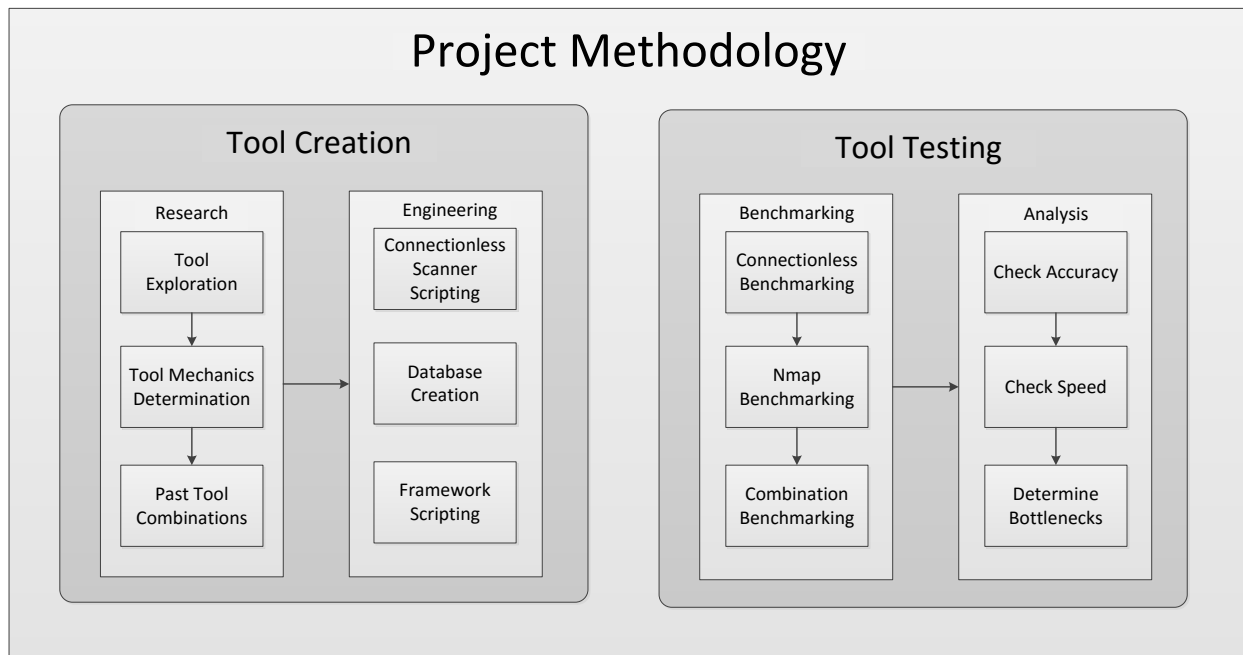 Project Methodology
Tool Creation
Research
Tool
Exploration
Tool Mechanics
Determination
Past Tool
Combinations
Engineering
Connectionless
Scanner
Scripting
Database
Creation
Framework
Scripting
Tool Testing
Benchmarking
Connectionless
Benchmarking
Nmap
Benchmarking
Combination
Benchmarking
Analysis
Check Accuracy
Check Speed
Determine
Bottlenecks